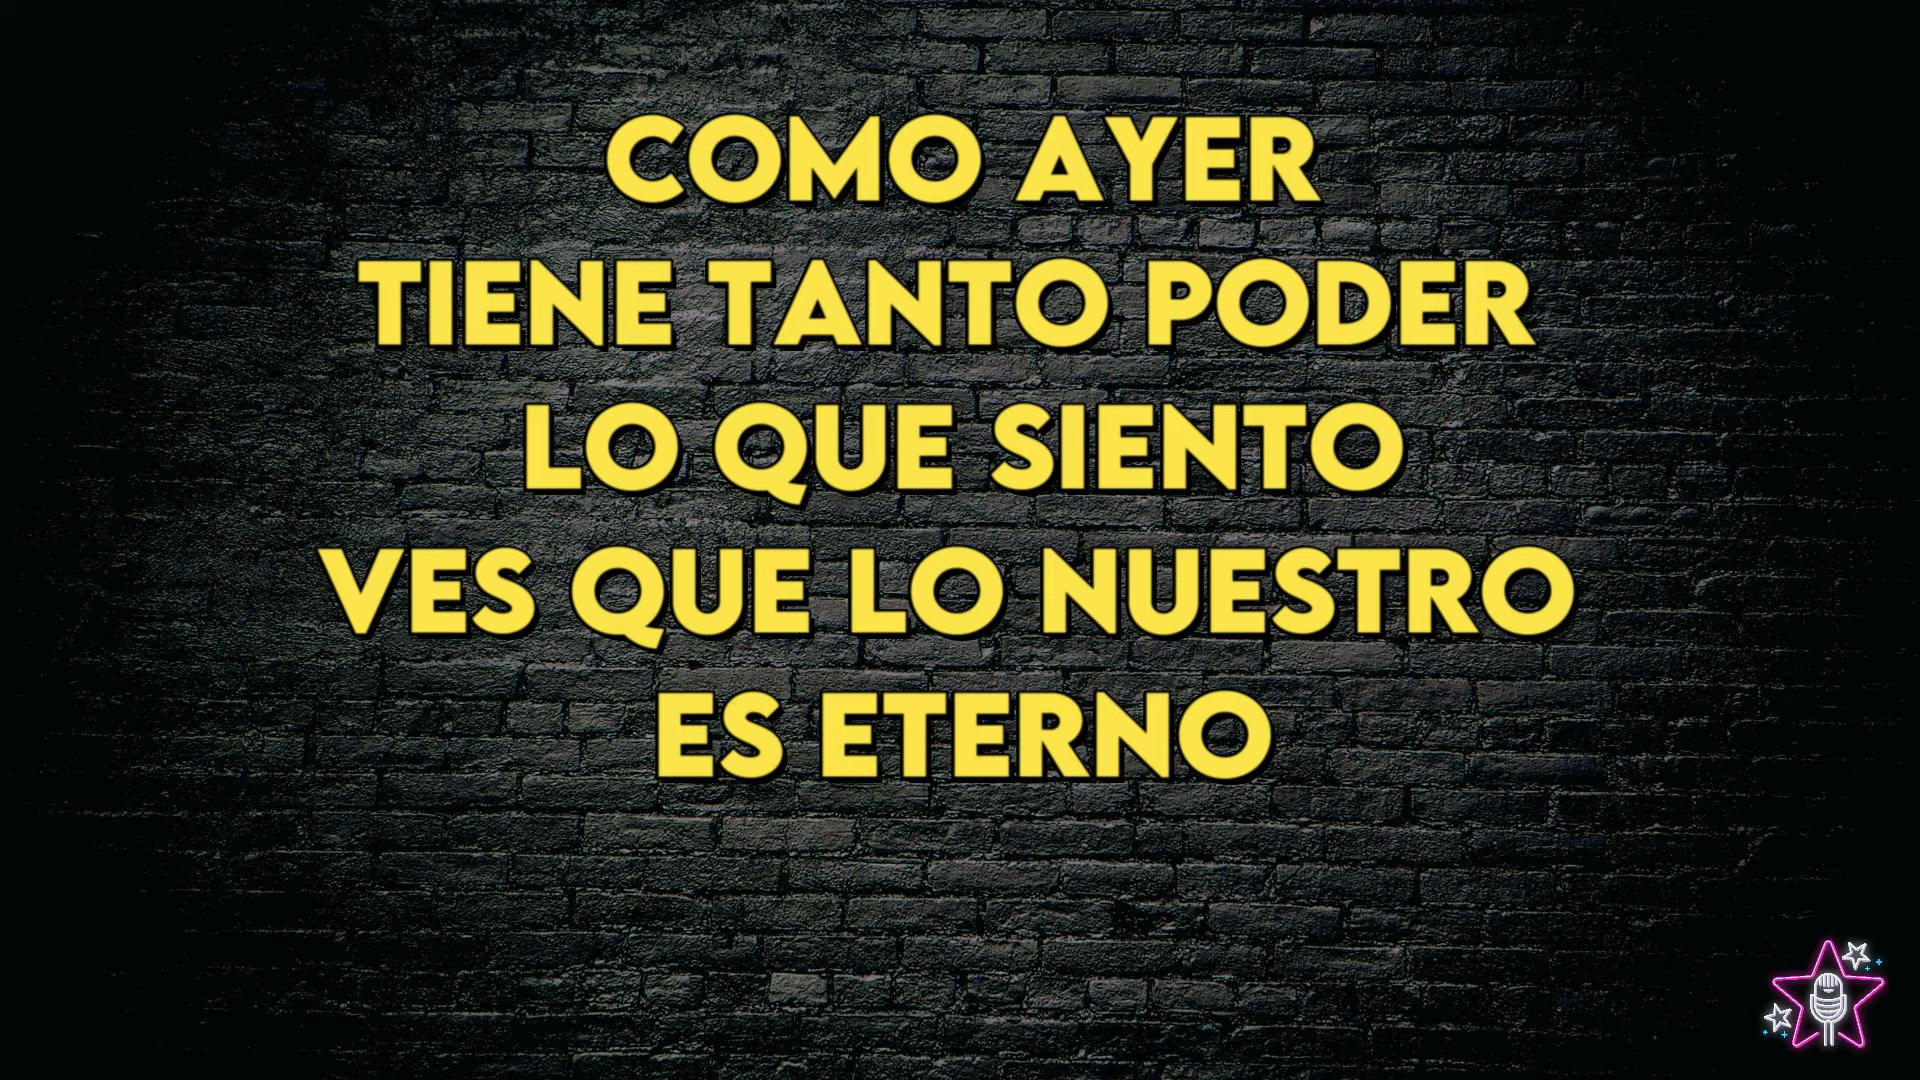 COMO AYER
TIENE TANTO PODER
LO QUE SIENTO
VES QUE LO NUESTRO
ES ETERNO